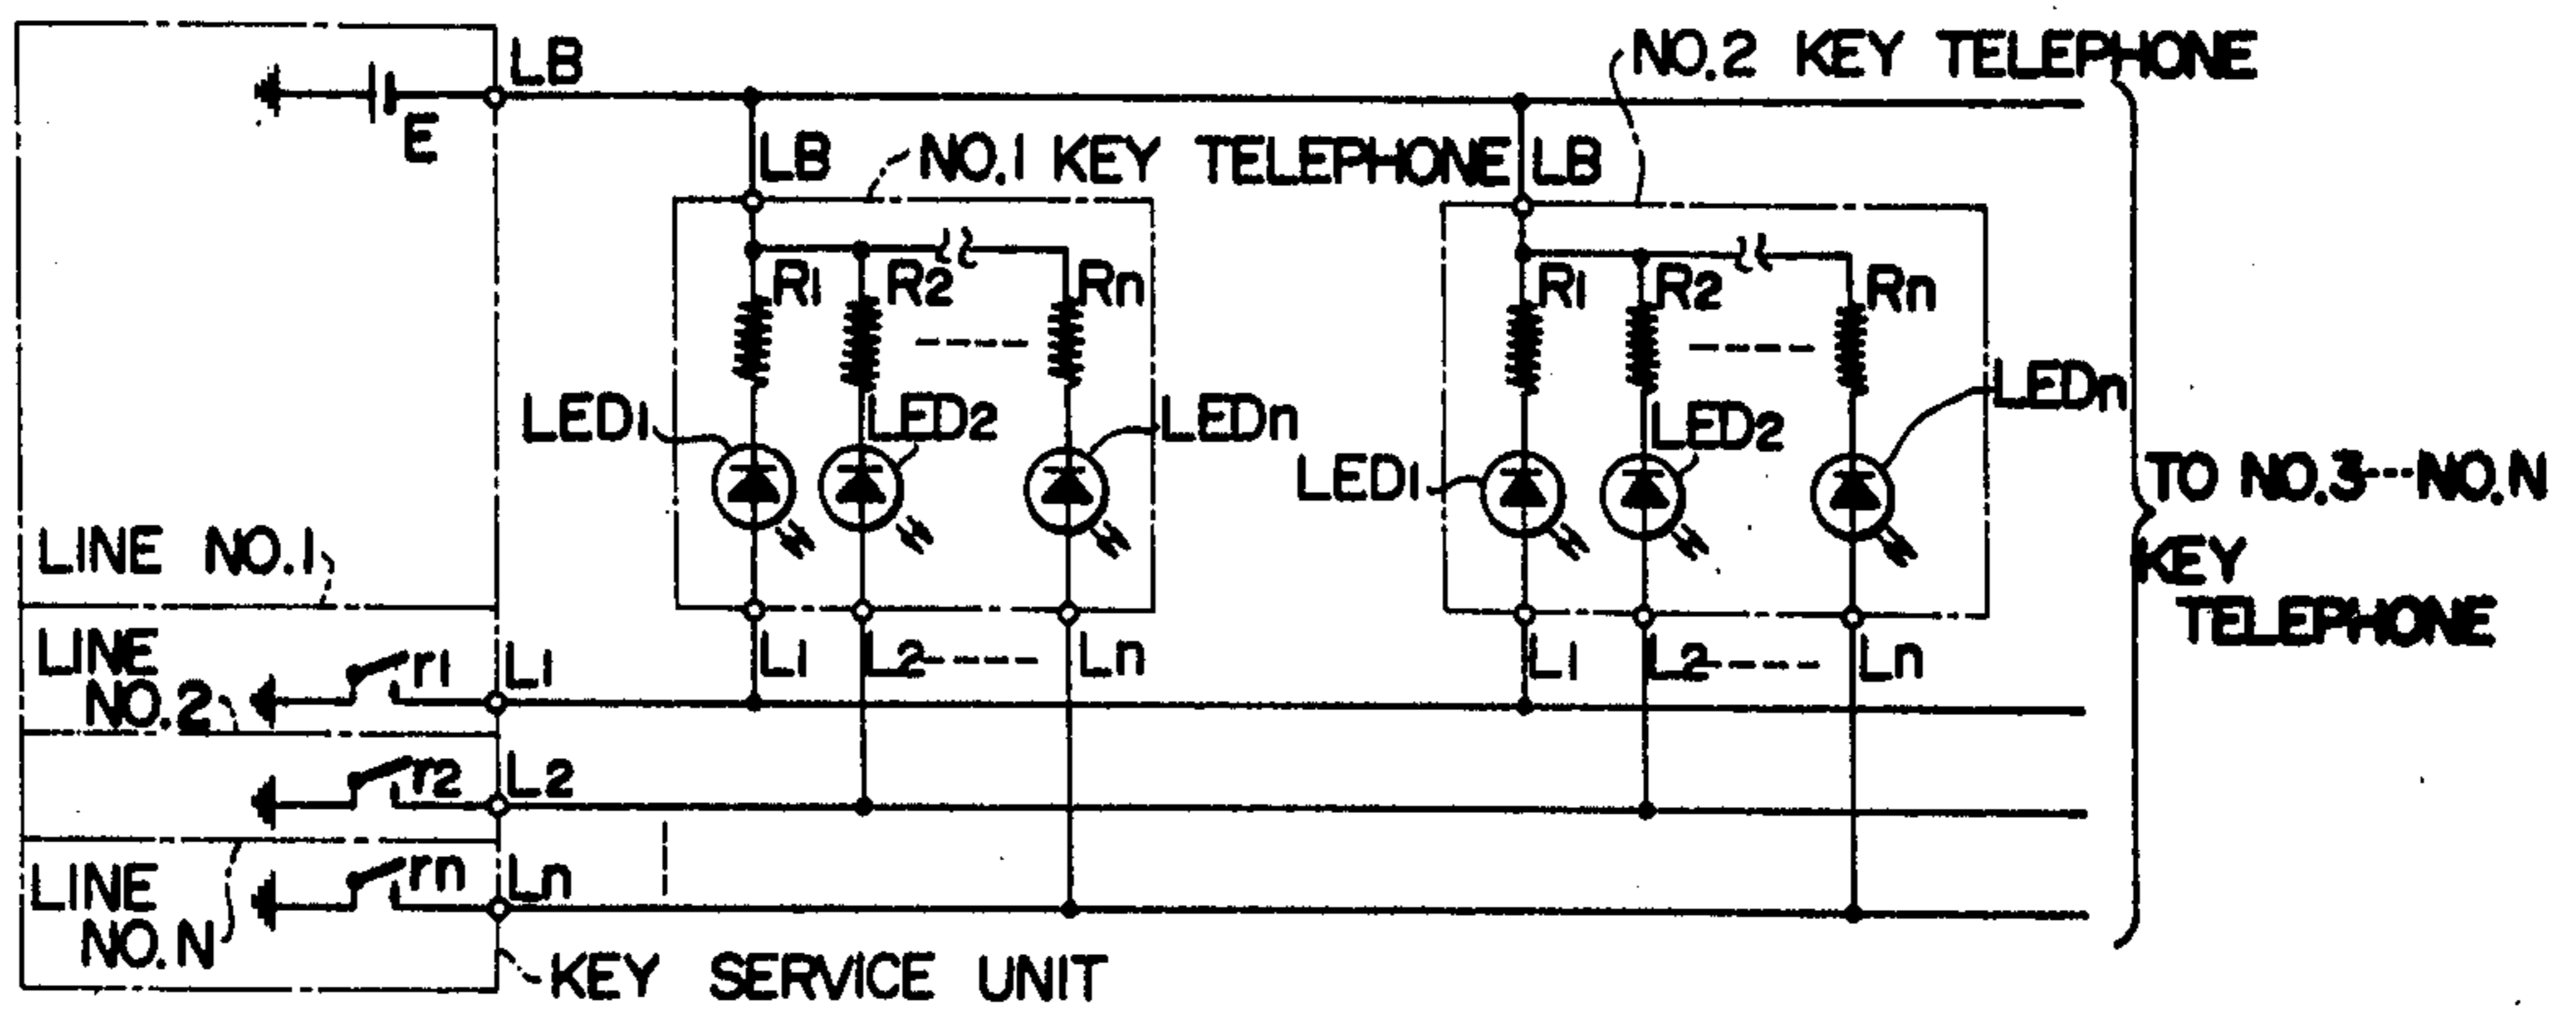 LB
E
NO.2 KEY TELEPHONE
LB
NO.1 KEY TELEPHONE
LB
R1
R2
Rn
R1
R2
Rn
LED1
LED2
LEDn
LED1
LED2
LEDn
TO NO.3---NO.N
KEY
TELEPHONE
LINE NO.1
LINE
NO.2
r1
L1
L1
L2
Ln
L1
L2
Ln
r2
L2
LINE
NO.N
rn
Ln
KEY SERVICE UNIT